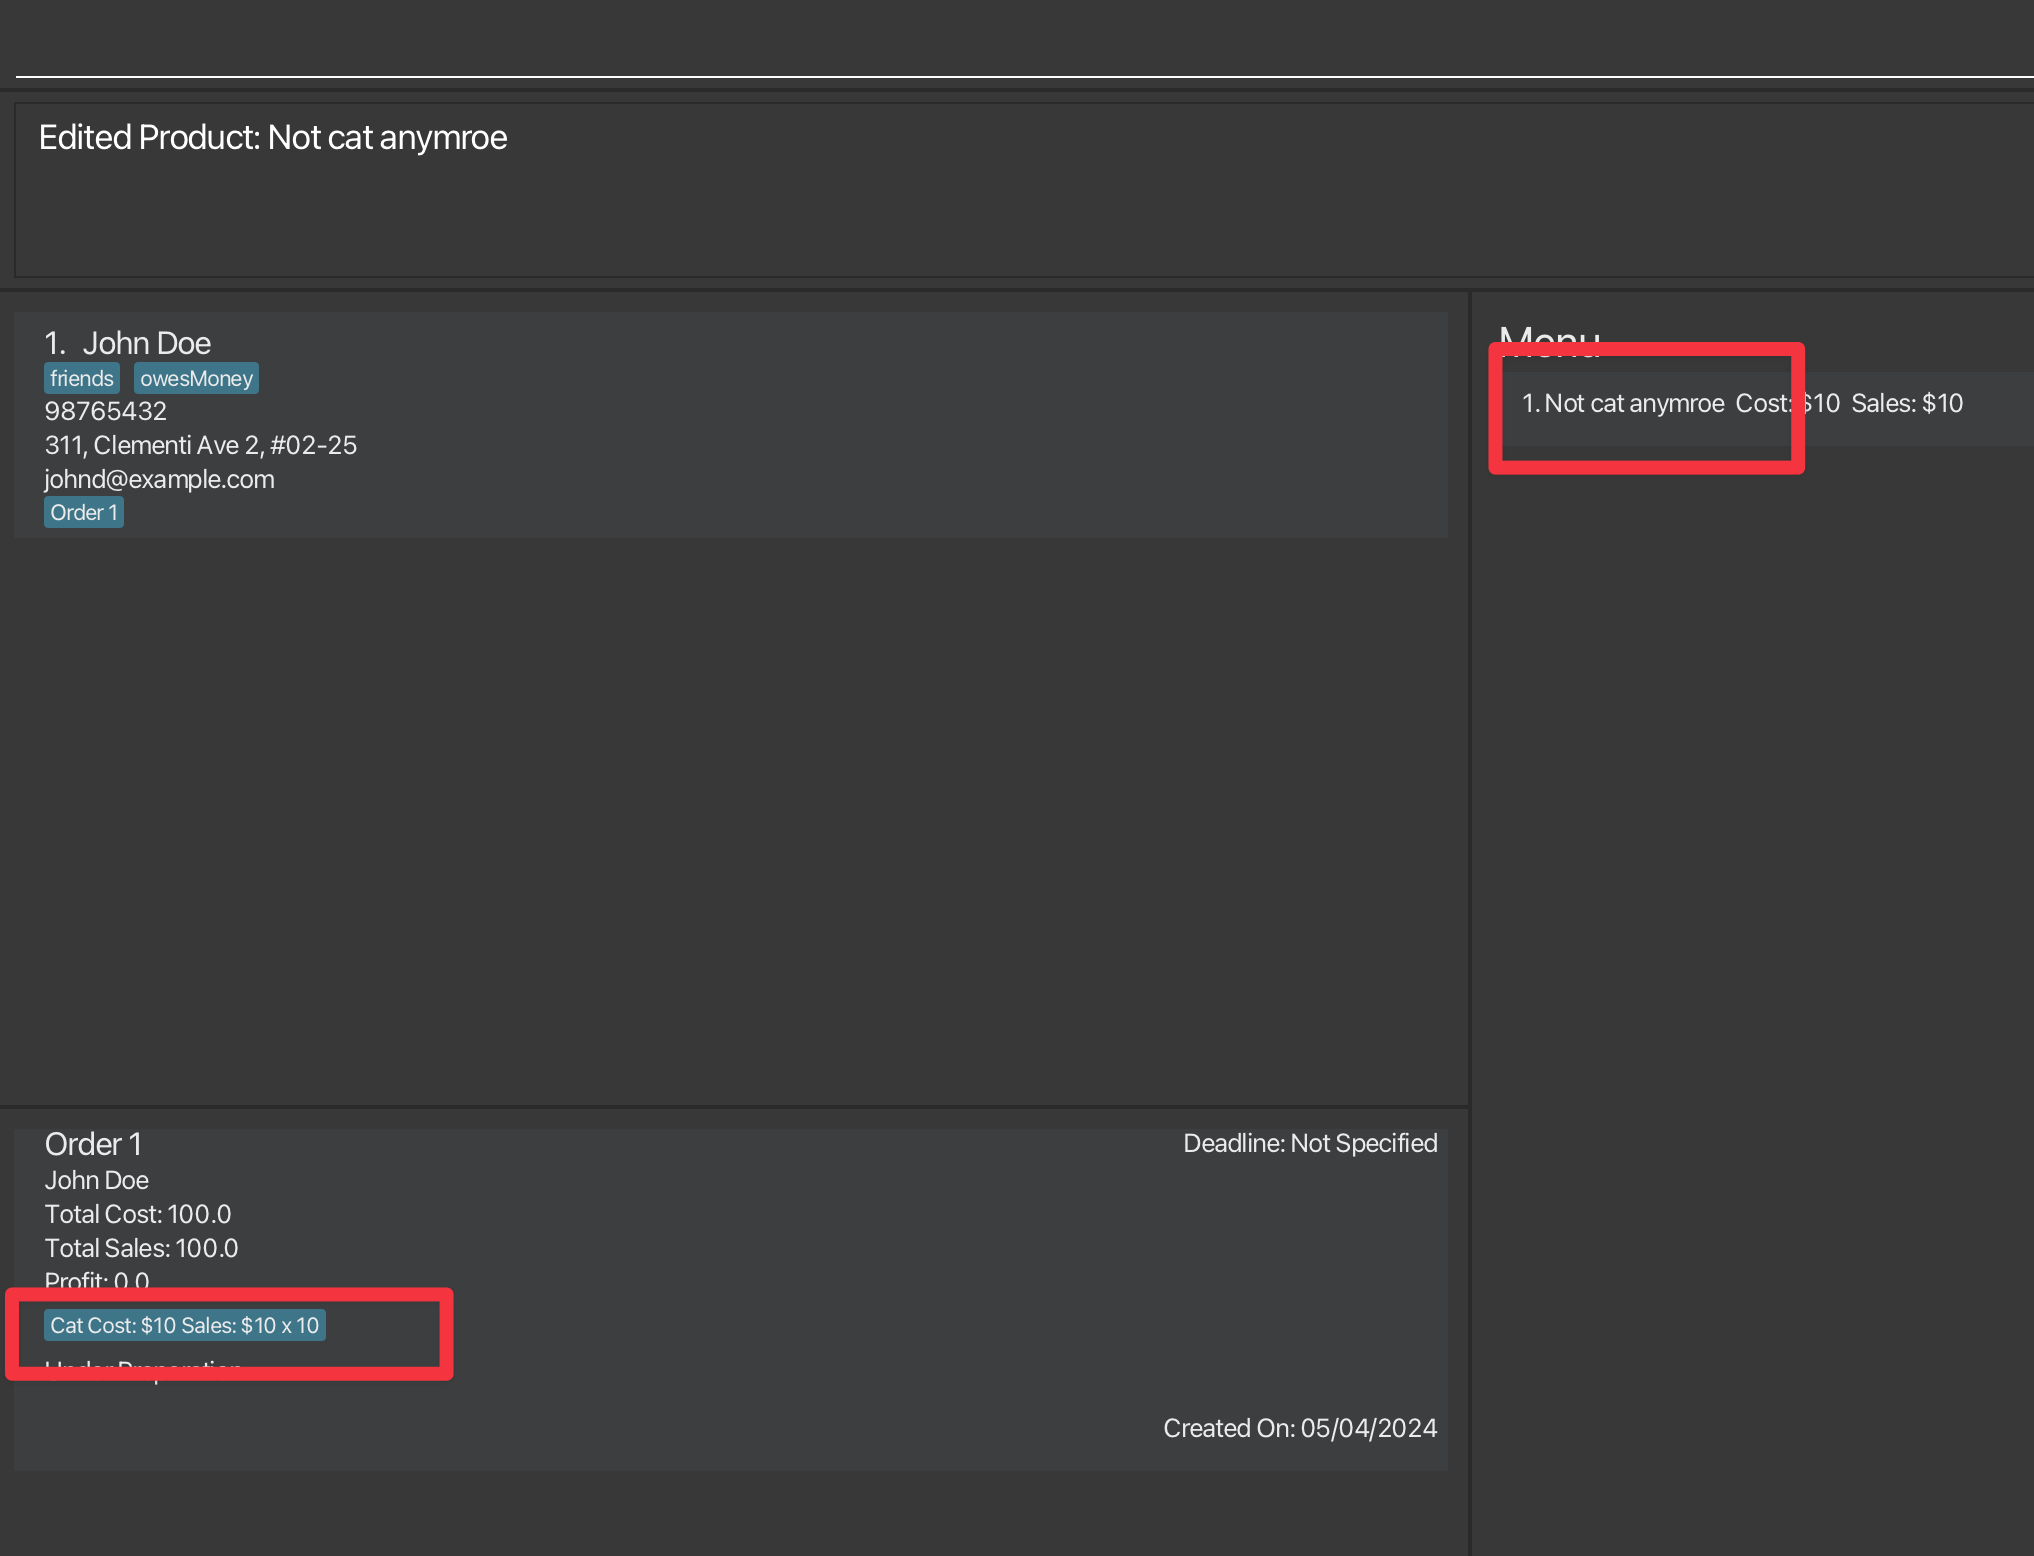 Edited Product: Not cat anymroe
1. John Doe
friends owesMoney
98765432
311, Clementi Ave 2, #02-25
johnd@example.com
Order 1
Menu
1. Not cat anymroe Cost: $10 Sales: $10
Order 1
Deadline: Not Specified
John Doe
Total Cost: 100.0
Total Sales: 100.0
Profit: 0.0
Cat Cost: $10 Sales: $10 x 10
Under Preparation
Created On: 05/04/2024